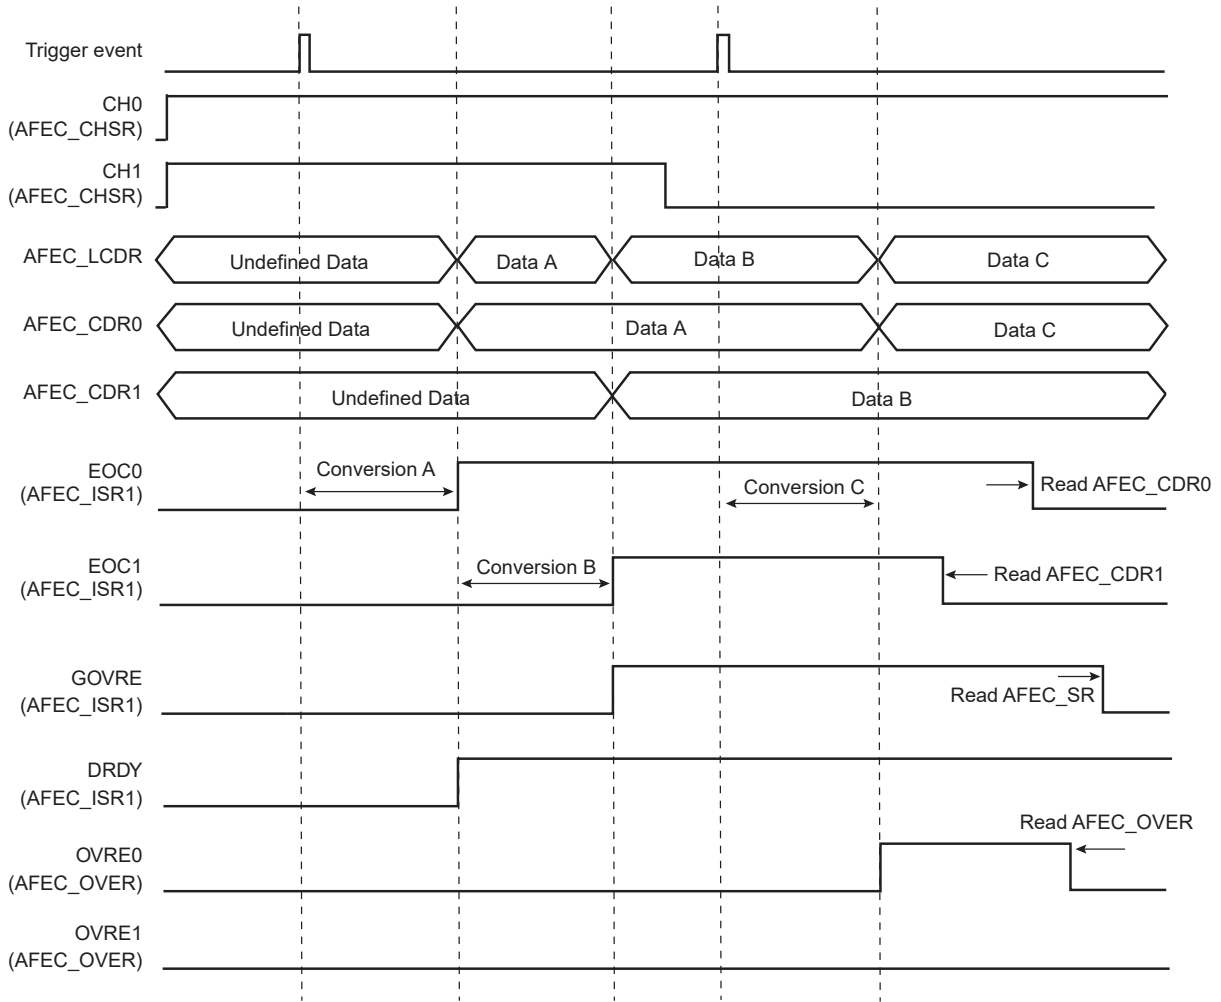 Trigger event
CH0
(AFEC_CHSR)
CH1
(AFEC_CHSR)
AFEC_LCDR
Undefined Data
Data A
Data B
Data C
AFEC_CDR0
Undefined Data
Data A
Data C
AFEC_CDR1
Undefined Data
Data B
EOC0
(AFEC_ISR1)
Conversion A
Conversion C
Read AFEC_CDR0
EOC1
(AFEC_ISR1)
Conversion B
Read AFEC_CDR1
GOVRE
(AFEC_ISR1)
Read AFEC_SR
DRDY
(AFEC_ISR1)
Read AFEC_OVER
OVRE0
(AFEC_OVER)
OVRE1
(AFEC_OVER)